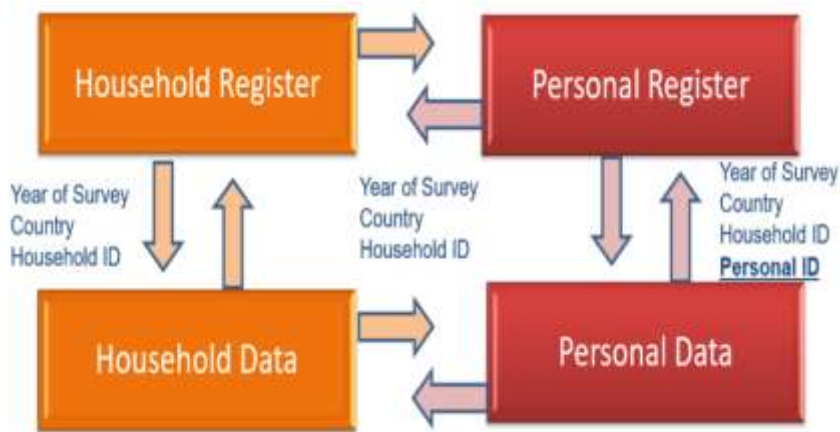 Household Register
Personal Register
Year of Survey
Country
Household ID
Year of Survey
Country
Household ID
Year of Survey
Country
Household ID
Personal ID
Household Data
Personal Data